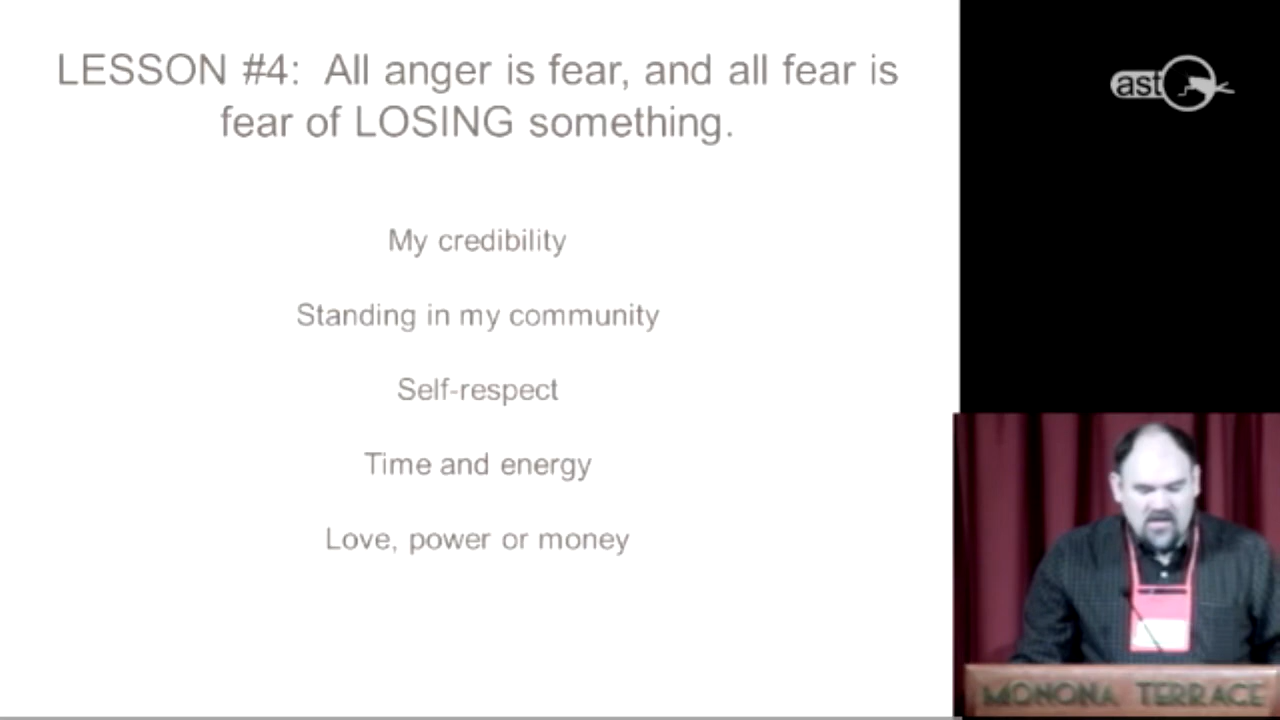 LESSON #4: All anger is fear, and all fear is
fear of LOSING something.
My credibility
Standing in my community
Self-respect
Time and energy
Love, power or money
ast
MONONA TERRACE